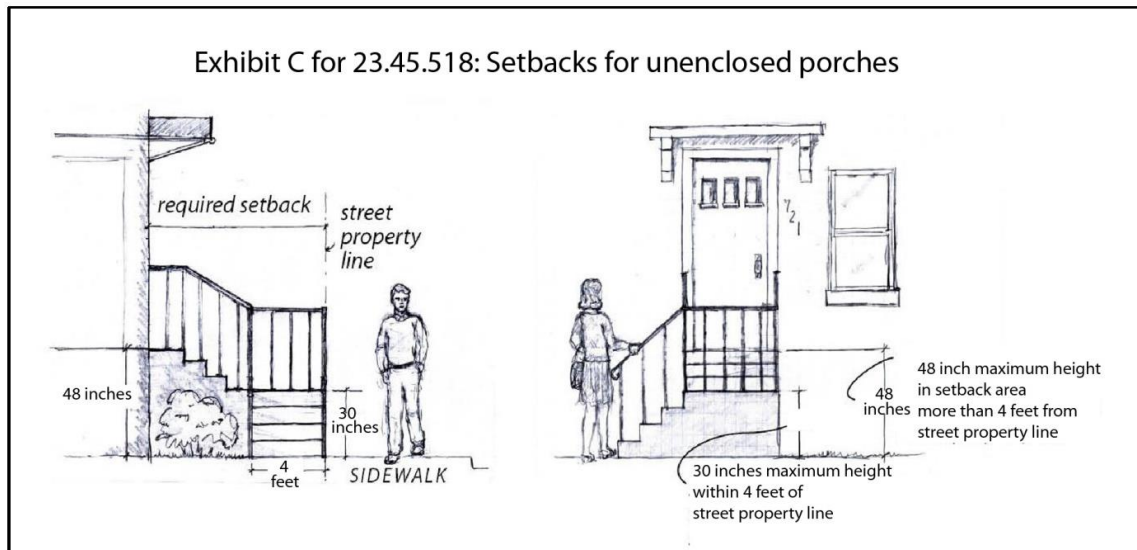 Exhibit C for 23.45.518: Setbacks for unenclosed porches
required setback
street
property
line
48 inches
30
inches
4
feet
SIDEWALK
721
48
inches
48 inch maximum height
in setback area
more than 4 feet from
street property line
30 inches maximum height
within 4 feet of
street property line